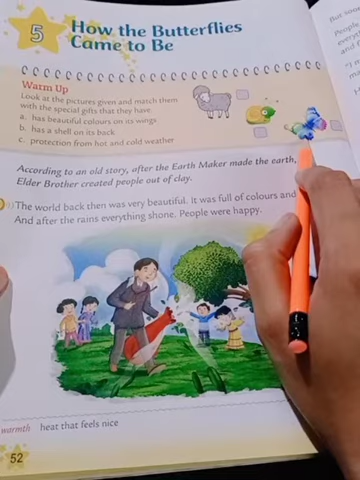 5
How the Butterflies
Came to Be
Warm Up
Look at the pictures given and match them
with the special gifts that they have.
a. has beautiful colours on its wings
b. has a shell on its back
c. protection from hot and cold weather
According to an old story, after the Earth Maker made the earth,
Elder Brother created people out of clay.
The world back then was very beautiful. It was full of colours and
And after the rains everything shone. People were happy.
warmth heat that feels nice
52
But soon
People